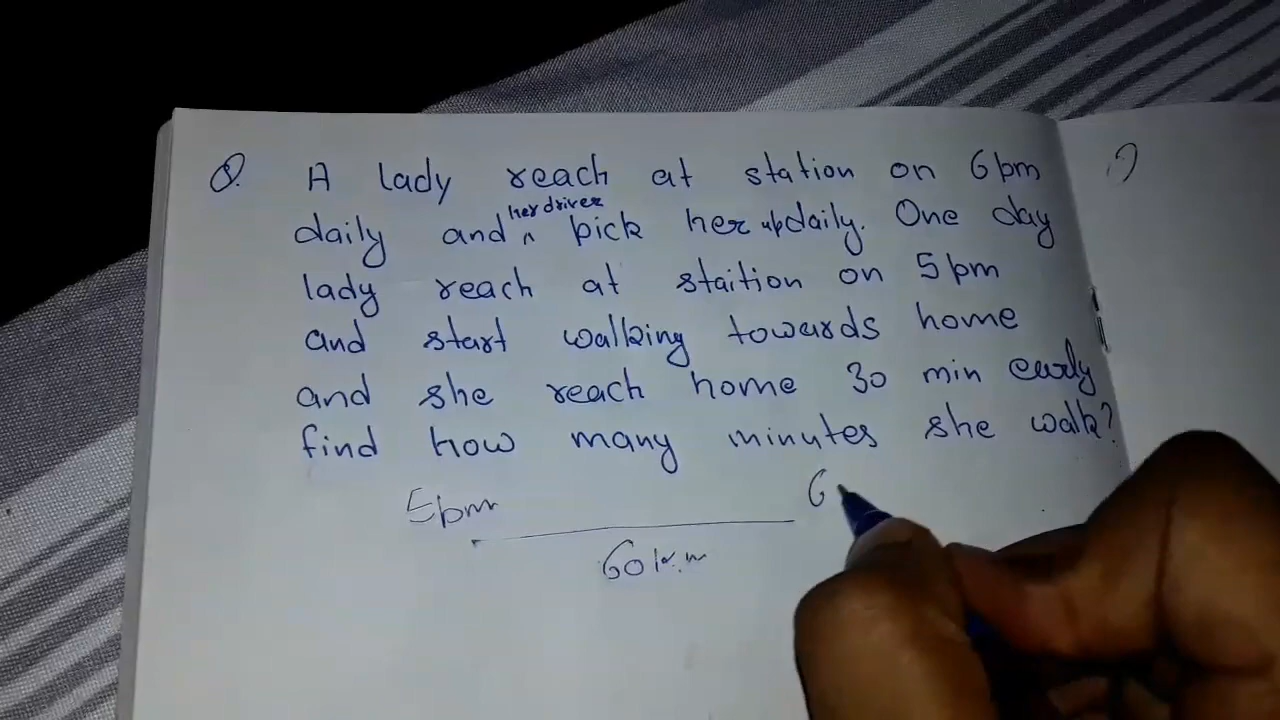 Q. A lady reach at station on 6pm
her driver
daily and ^ pick her up daily. One day
lady reach at staition on 5pm
and start walking towards home
and she reach home 30 min early
find how many minutes she walk?
5pm 6
60 k.m